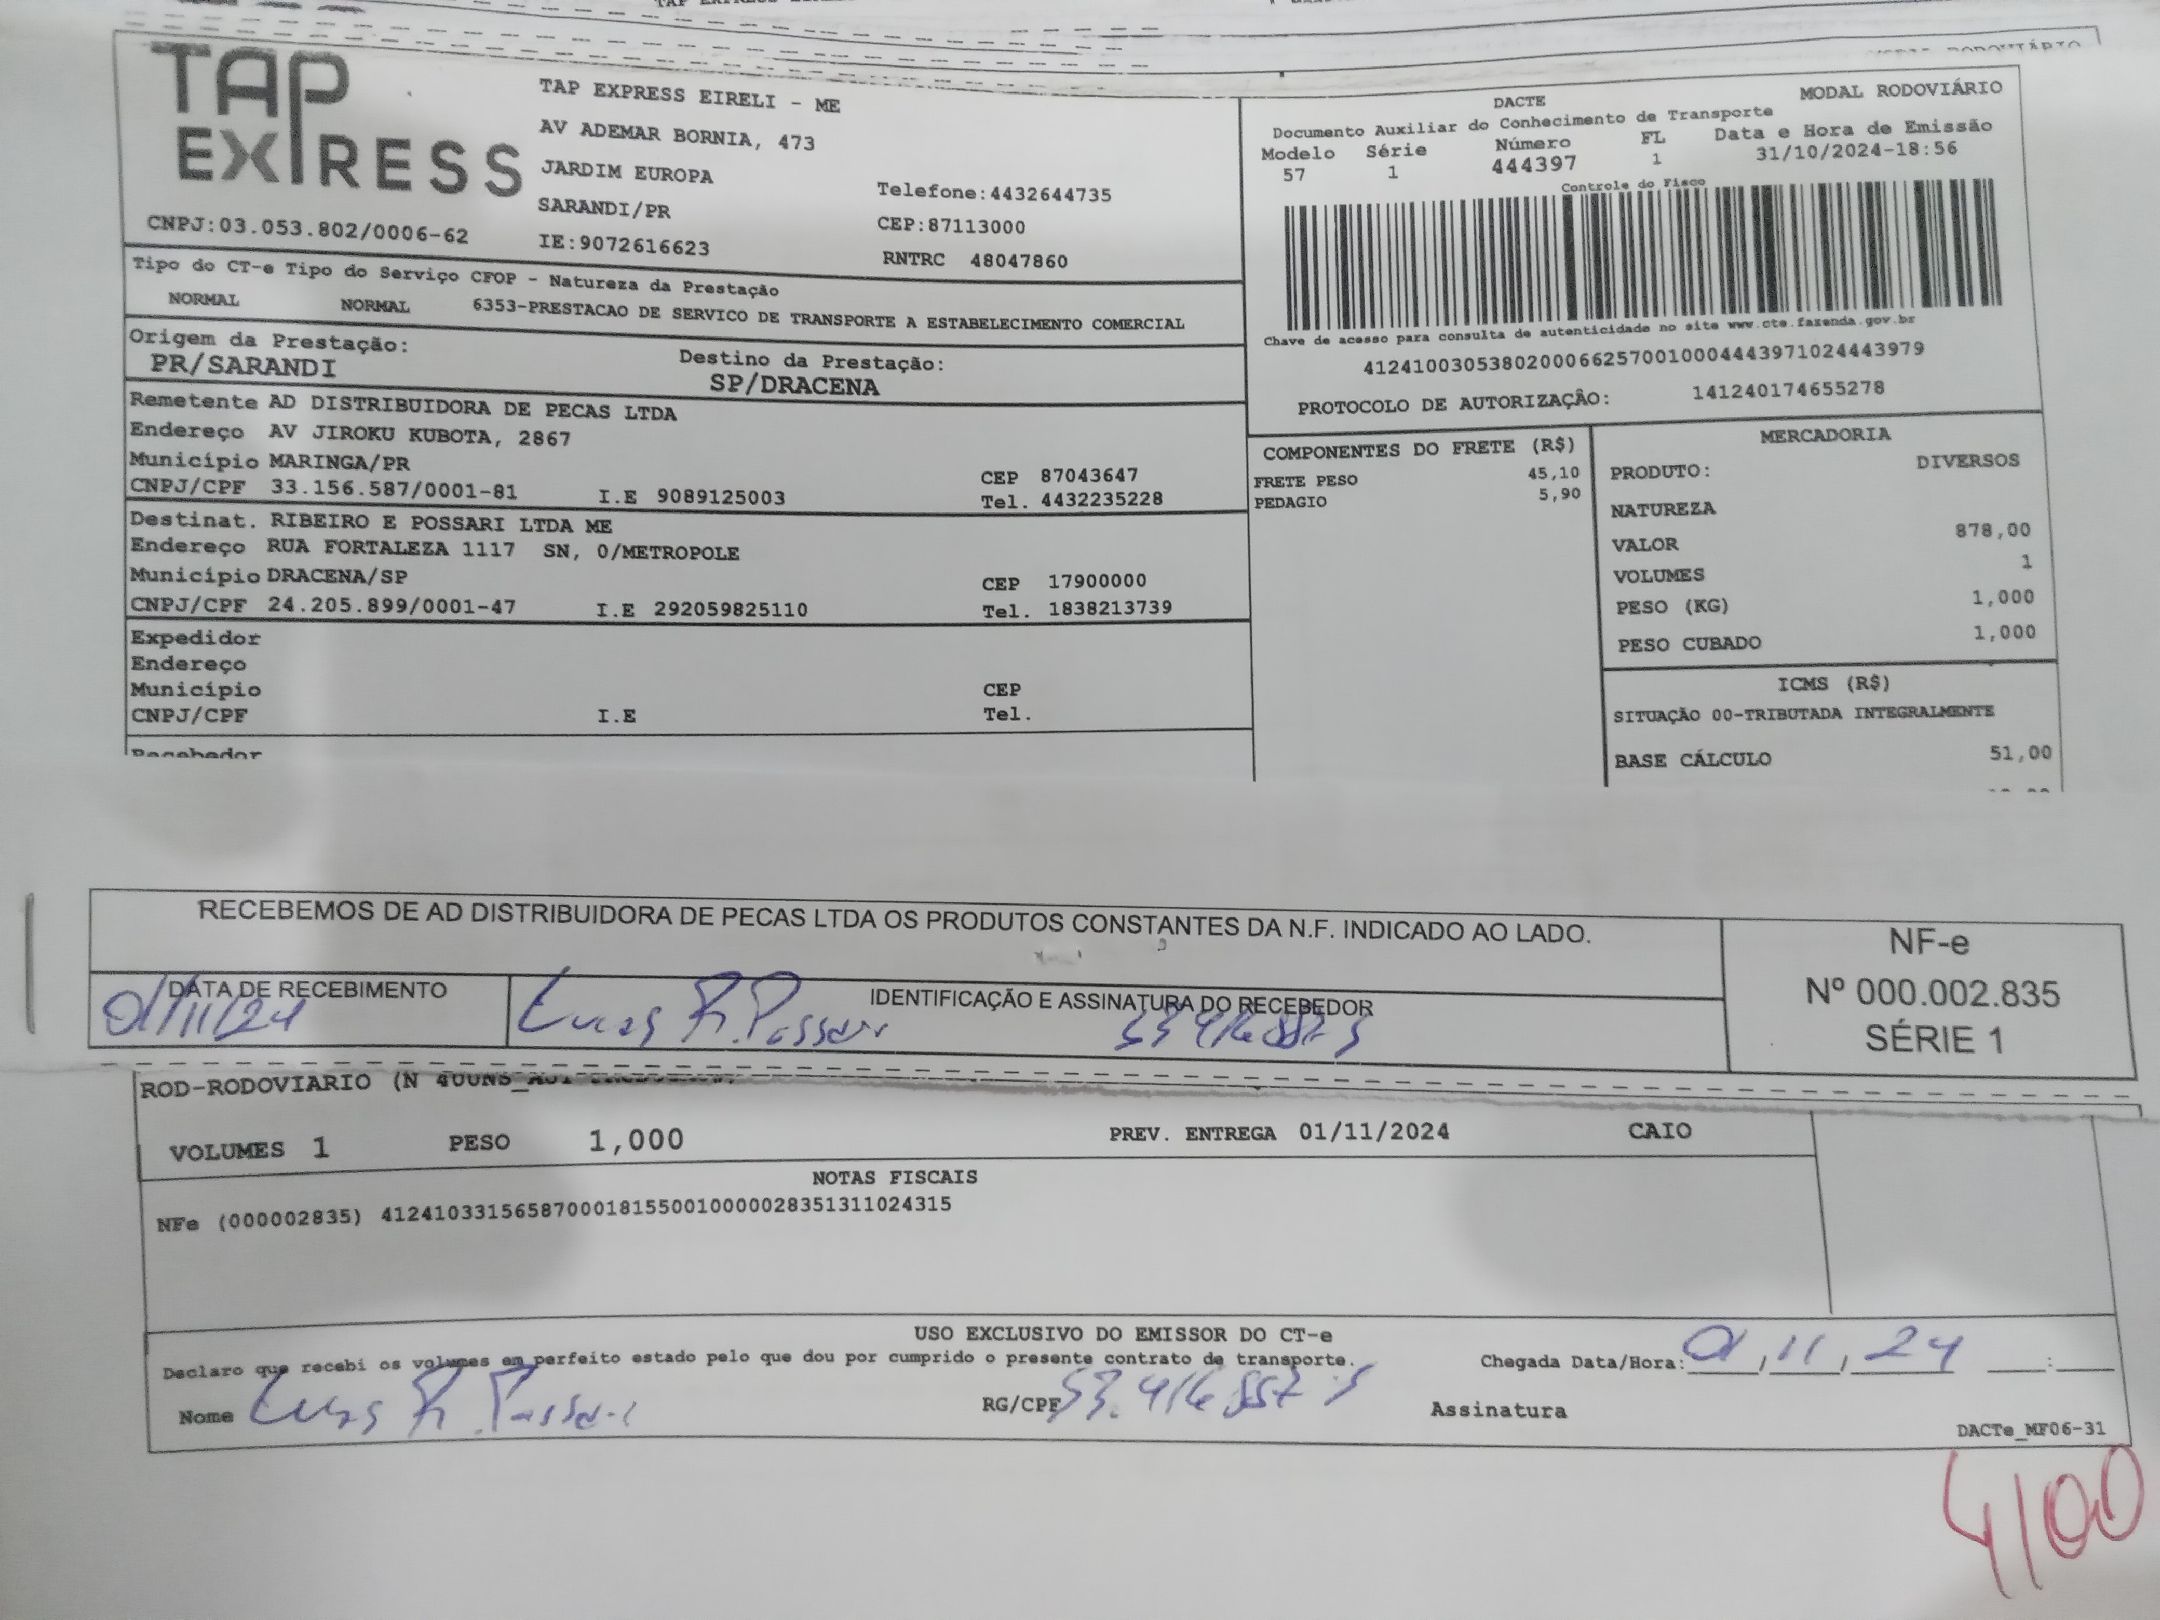 TAP EXPRESS
TAP EXPRESS EIRELI - ME
AV ADEMAR BORNIA, 473
JARDIM EUROPA
Telefone:4432644735
SARANDI/PR
CEP:87113000
CNPJ:03.053.802/0006-62
IE:9072616623
RNTRC 48047860
MODAL RODOVIÁRIO
DACTE
Documento Auxiliar do Conhecimento de Transporte
Modelo Série Número FL Data e Hora de Emissão
57 1 444397 1 31/10/2024-18:56
Controle do Fisco
Chave de acesso para consulta de autenticidade no site www.cte.fazenda.gov.br
41241003053802000662570010004443971024443979
PROTOCOLO DE AUTORIZAÇÃO: 141240174655278
Tipo do CT-e Tipo do Serviço CFOP - Natureza da Prestação
NORMAL NORMAL 6353-PRESTACAO DE SERVICO DE TRANSPORTE A ESTABELECIMENTO COMERCIAL
Origem da Prestação: Destino da Prestação:
PR/SARANDI SP/DRACENA
Remetente AD DISTRIBUIDORA DE PECAS LTDA
Endereço AV JIROKU KUBOTA, 2867
Município MARINGA/PR CEP 87043647
CNPJ/CPF 33.156.587/0001-81 I.E 9089125003 Tel. 4432235228
Destinat. RIBEIRO E POSSARI LTDA ME
Endereço RUA FORTALEZA 1117 SN, 0/METROPOLE
Município DRACENA/SP CEP 17900000
CNPJ/CPF 24.205.899/0001-47 I.E 292059825110 Tel. 1838213739
Expedidor
Endereço
Município CEP
CNPJ/CPF I.E Tel.
Recebedor
COMPONENTES DO FRETE (R$)
FRETE PESO 45,10
PEDAGIO 5,90
MERCADORIA
PRODUTO: DIVERSOS
NATUREZA
VALOR 878,00
VOLUMES 1
PESO (KG) 1,000
PESO CUBADO 1,000
ICMS (R$)
SITUAÇÃO 00-TRIBUTADA INTEGRALMENTE
BASE CÁLCULO 51,00
RECEBEMOS DE AD DISTRIBUIDORA DE PECAS LTDA OS PRODUTOS CONSTANTES DA N.F. INDICADO AO LADO.
DATA DE RECEBIMENTO IDENTIFICAÇÃO E ASSINATURA DO RECEBEDOR
01/11/24 Lucas R. Possari
NF-e
Nº 000.002.835
SÉRIE 1
ROD-RODOVIARIO (N
VOLUMES 1 PESO 1,000 PREV. ENTREGA 01/11/2024 CAIO
NOTAS FISCAIS
NFe (000002835) 41241033156587000181550010000028351311024315
USO EXCLUSIVO DO EMISSOR DO CT-e
Declaro que recebi os volumes em perfeito estado pelo que dou por cumprido o presente contrato de transporte.
Chegada Data/Hora: 01/11/24 :
Nome Lucas R. Possari RG/CPF Assinatura
DACTe_MF06-31